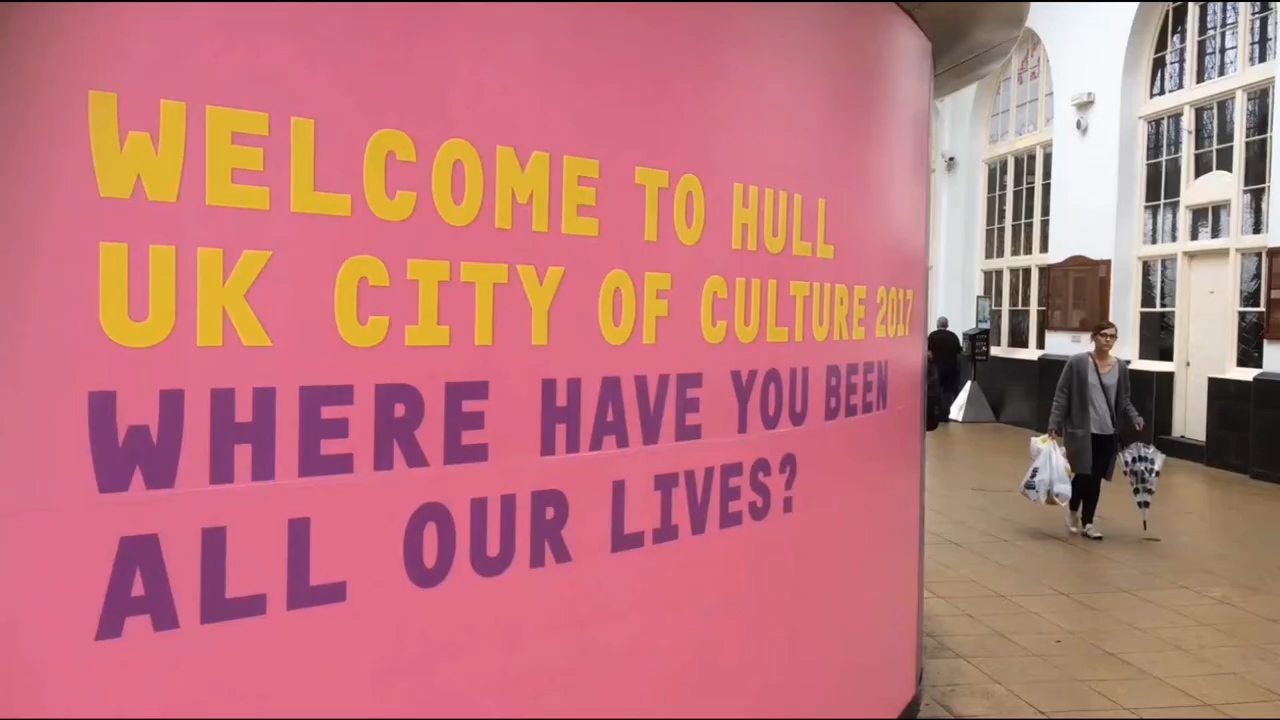 WELCOME TO HULL
UK CITY OF CULTURE 2017
WHERE HAVE YOU BEEN
ALL OUR LIVES?